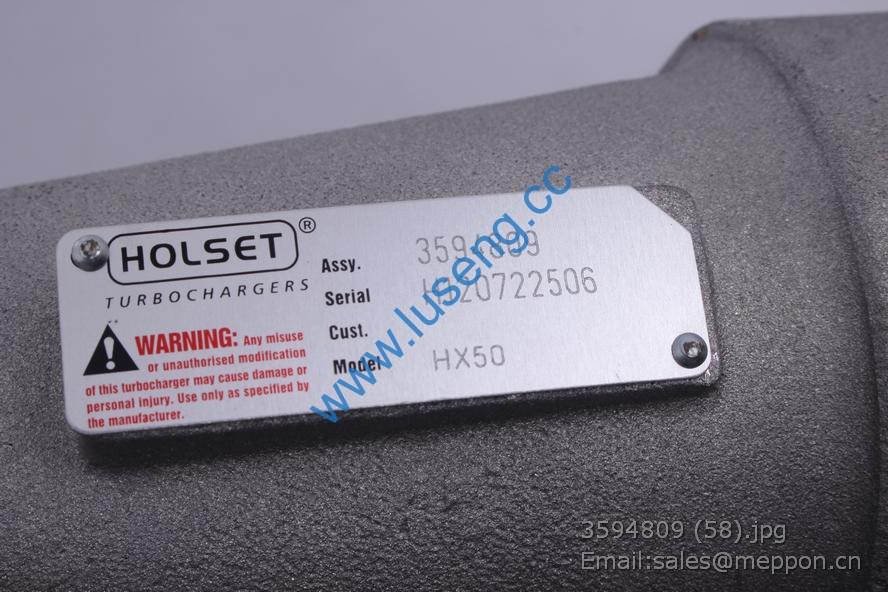 HOLSET®
TURBOCHARGERS
WARNING: Any misuse
or unauthorised modification
of this turbocharger may cause damage or
personal injury. Use only as specified by
the manufacturer.
Assy. 3594809
Serial
Cust.
Model HX50
www.luseng.cc
3594809 (58).jpg
Email:sales@meppon.cn